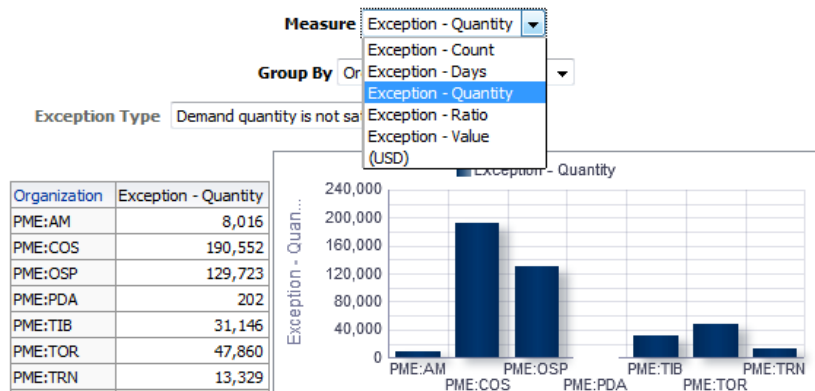 Measure Exception - Quantity
Exception - Count
Group By Or Exception - Days
Exception - Quantity
Exception Type Demand quantity is not sa Exception - Ratio
Exception - Value
(USD)
Exception - Quantity
Organization Exception - Quantity
PME:AM 8,016
PME:COS 190,552
PME:OSP 129,723
PME:PDA 202
PME:TIB 31,146
PME:TOR 47,860
PME:TRN 13,329
Exception - Quan...
240,000
200,000
160,000
120,000
80,000
40,000
0
PME:AM PME:OSP PME:TIB PME:TRN
PME:COS PME:PDA PME:TOR